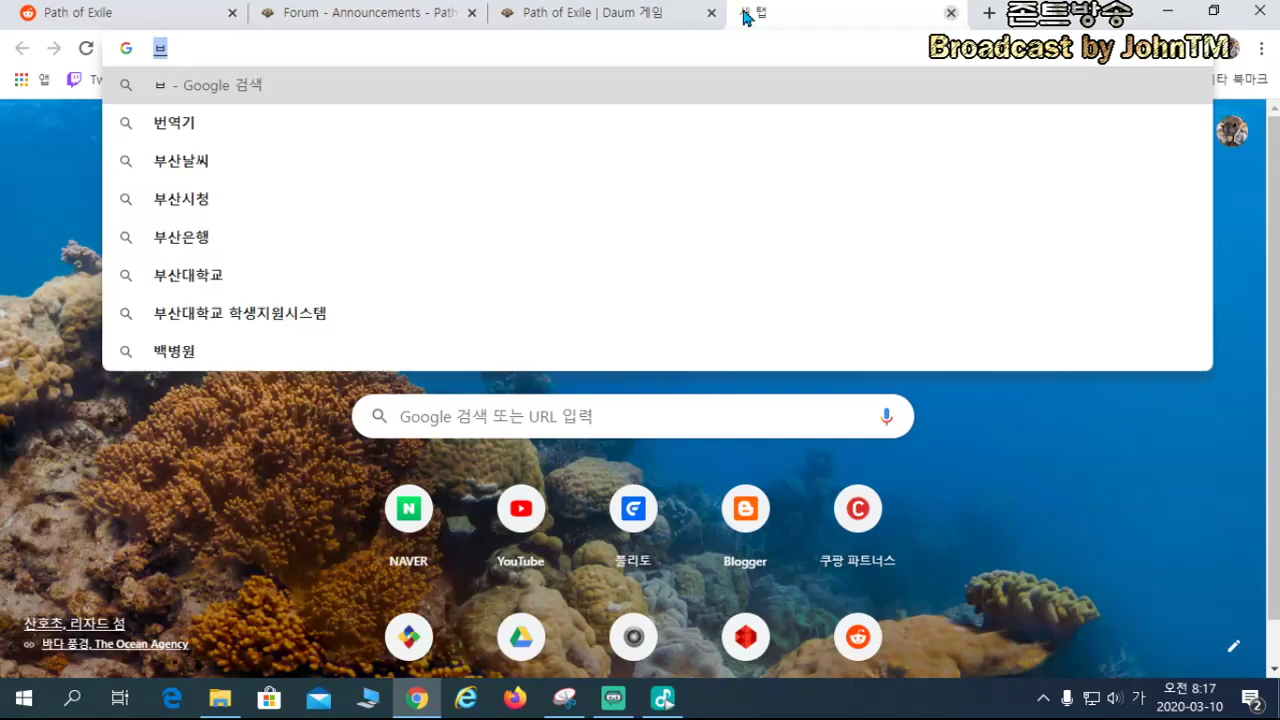 Path of Exile
Forum - Announcements - Path
Path of Exile | Daum 게임
새 탭
존트방송
Broadcast by JohnTM
ㅂ
앱
Tw
타 북마크
ㅂ - Google 검색
번역기
부산날씨
부산시청
부산은행
부산대학교
부산대학교 학생지원시스템
백병원
Google 검색 또는 URL 입력
NAVER
YouTube
플리토
Blogger
쿠팡 파트너스
산호초, 리자드 섬
바다 풍경, The Ocean Agency
가
오전 8:17
2020-03-10
2